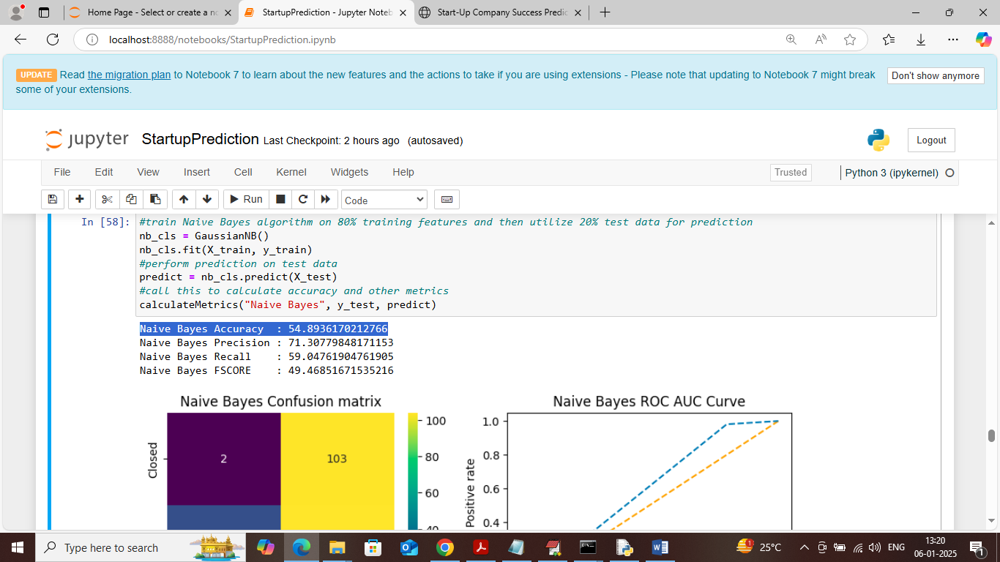 Home Page - Select or create a no
StartupPrediction - Jupyter Noteb
Start-Up Company Success Predic
localhost:8888/notebooks/StartupPrediction.ipynb
UPDATE Read the migration plan to Notebook 7 to learn about the new features and the actions to take if you are using extensions - Please note that updating to Notebook 7 might break
some of your extensions.
Don't show anymore
jupyter StartupPrediction Last Checkpoint: 2 hours ago (autosaved)
Logout
File Edit View Insert Cell Kernel Widgets Help
Trusted
Python 3 (ipykernel)
Run
Code
In [58]: #train Naive Bayes algorithm on 80% training features and then utilize 20% test data for prediction
nb_cls = GaussianNB()
nb_cls.fit(X_train, y_train)
#perform prediction on test data
predict = nb_cls.predict(X_test)
#call this to calculate accuracy and other metrics
calculateMetrics("Naive Bayes", y_test, predict)
Naive Bayes Accuracy : 54.8936170212766
Naive Bayes Precision : 71.30779848171153
Naive Bayes Recall : 59.04761904761905
Naive Bayes FSCORE : 49.46851671535216
Naive Bayes Confusion matrix
Closed
2
103
100
80
60
40
Naive Bayes ROC AUC Curve
1.0
0.8
0.6
0.4
Positive rate
Type here to search
1
25°C
ENG
13:20
06-01-2025
1